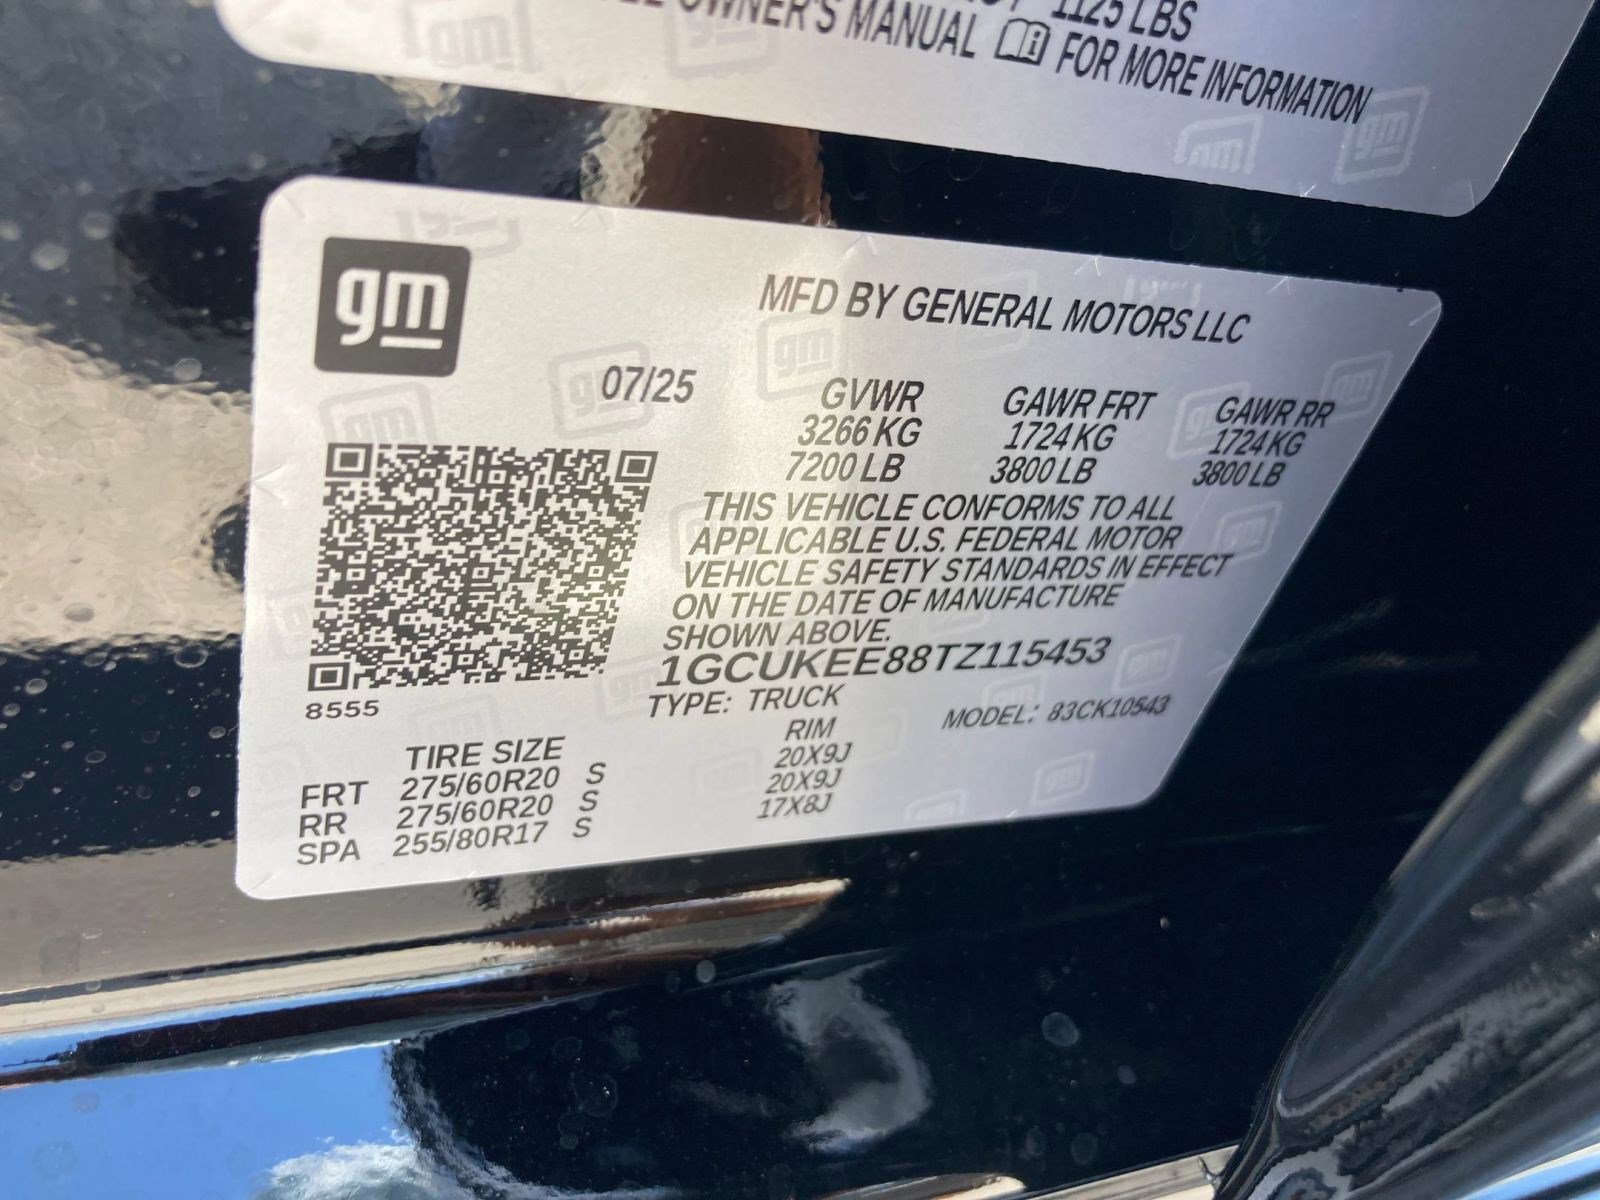 1125 LBS
OWNER'S MANUAL FOR MORE INFORMATION
gm
MFD BY GENERAL MOTORS LLC
07/25
GVWR GAWR FRT GAWR RR
3266 KG 1724 KG 1724 KG
7200 LB 3800 LB 3800 LB
THIS VEHICLE CONFORMS TO ALL
APPLICABLE U.S. FEDERAL MOTOR
VEHICLE SAFETY STANDARDS IN EFFECT
ON THE DATE OF MANUFACTURE
SHOWN ABOVE.
1GCUKEE88TZ115453
8555
TYPE: TRUCK MODEL: 83CK10543
TIRE SIZE RIM
FRT 275/60R20 S 20X9J
RR 275/60R20 S 20X9J
SPA 255/80R17 S 17X8J